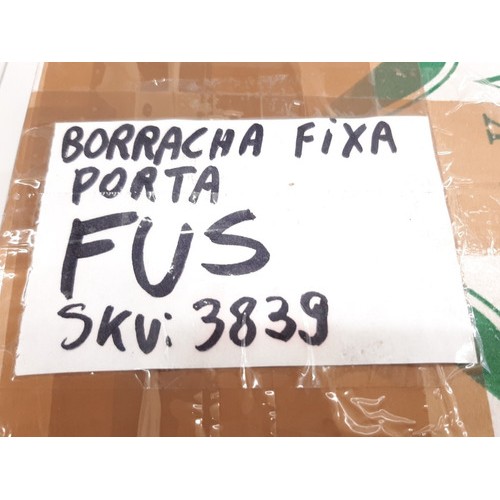 BORRACHA FiXA
PORTA
FUS
SKU: 3839